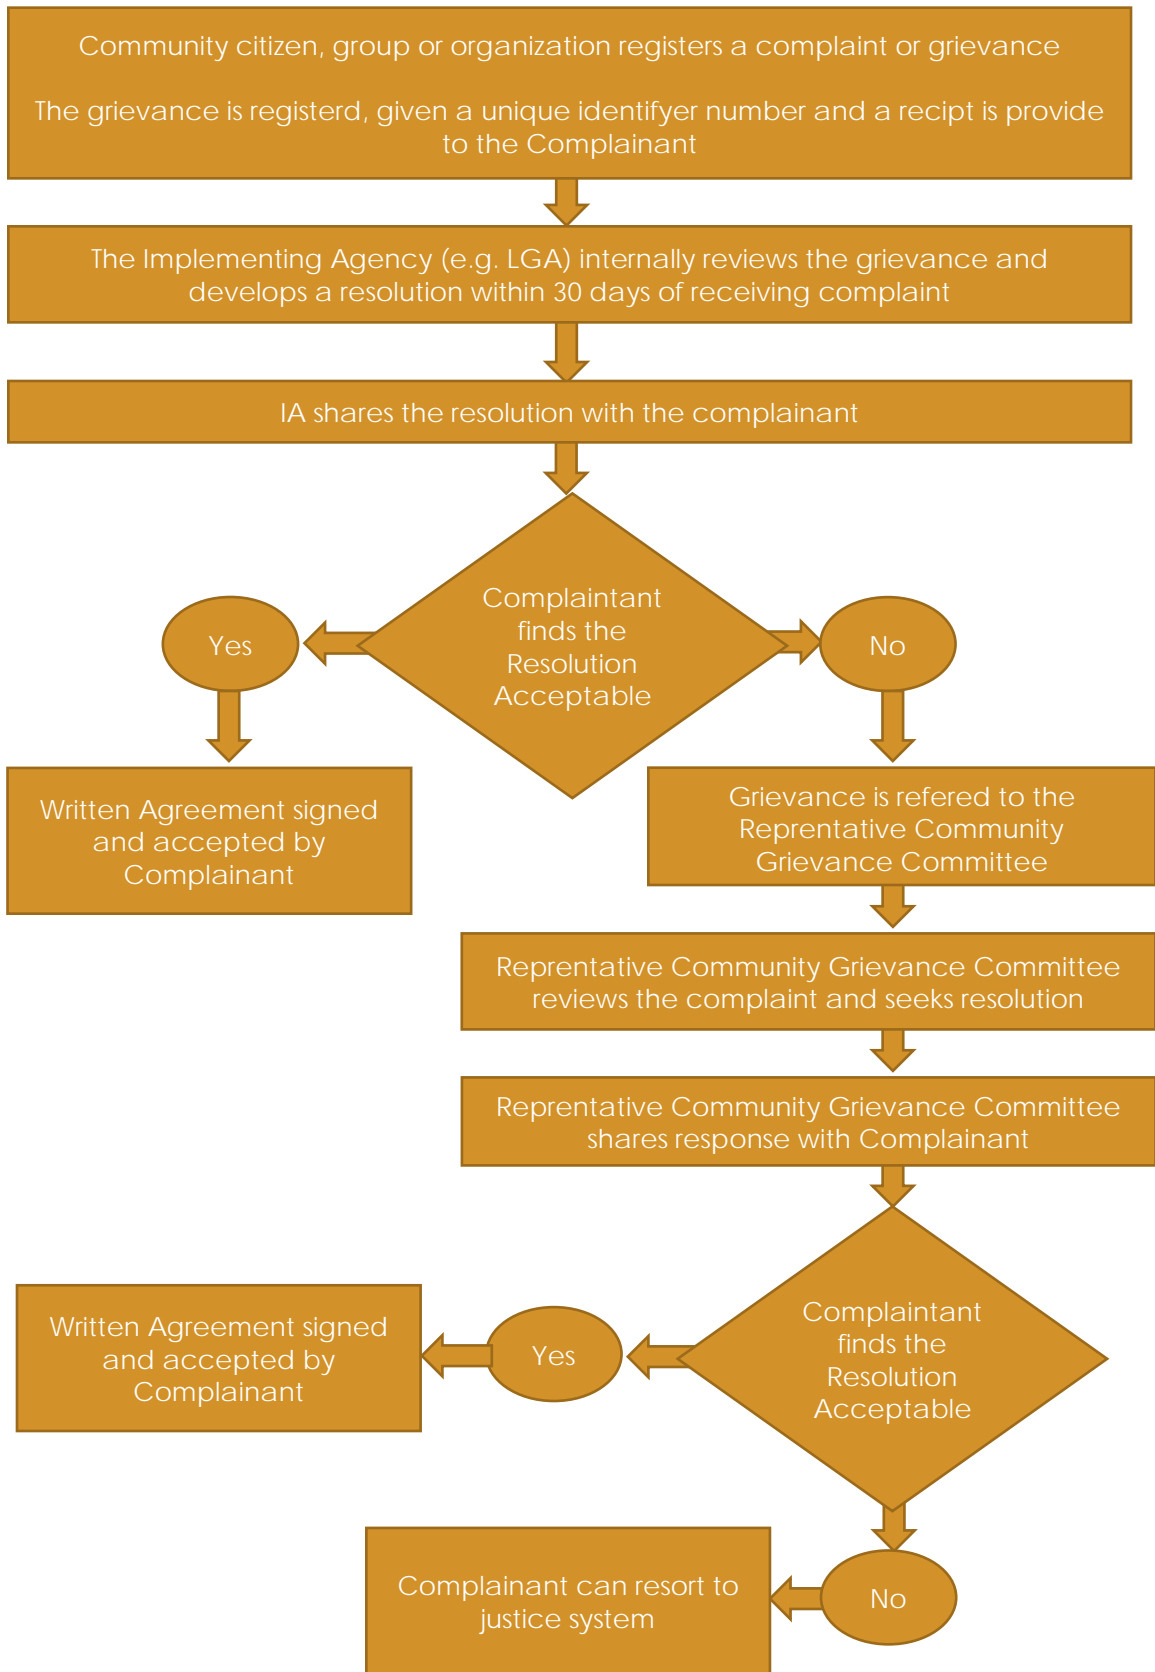 Community citizen, group or organization registers a complaint or grievance
The grievance is registerd, given a unique identifyer number and a recipt is provide
to the Complainant
The Implementing Agency (e.g. LGA) internally reviews the grievance and
develops a resolution within 30 days of receiving complaint
IA shares the resolution with the complainant
Complaintant
finds the
Resolution
Acceptable
Yes
No
Written Agreement signed
and accepted by
Complainant
Grievance is refered to the
Reprentative Community
Grievance Committee
Reprentative Community Grievance Committee
reviews the complaint and seeks resolution
Reprentative Community Grievance Committee
shares response with Complainant
Complaintant
finds the
Resolution
Acceptable
Yes
Written Agreement signed
and accepted by
Complainant
No
Complainant can resort to
justice system